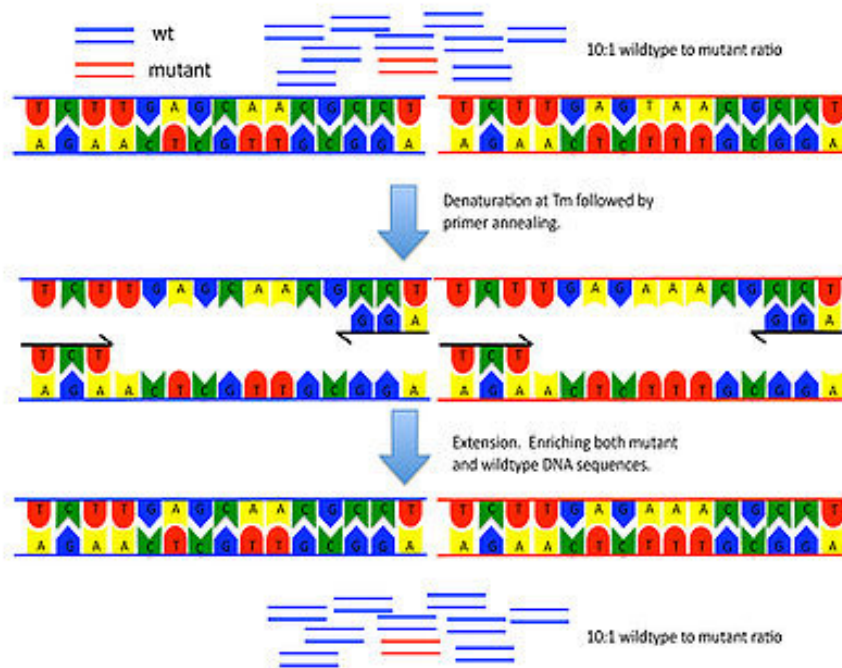 wt
mutant
10:1 wildtype to mutant ratio
T C T T G A G C A A C G C C T T C T T G A G T A A C G C C T
A G A A C T C G T T G C G G A A G A A C T C T T T G C G G A
Denaturation at Tm followed by
primer annealing.
T C T T G A G C A A C G C C T T C T T G A G A A A C G C C T
G G A G G A
T C T T C T
A G A A C T C G T T G C G G A A G A A C T C T T T G C G G A
Extension. Enriching both mutant
and wildtype DNA sequences.
T C T T G A G C A A C G C C T T C T T G A G A A A C G C C T
A G A A C T C G T T G C G G A A G A A C T C T T T G C G G A
10:1 wildtype to mutant ratio